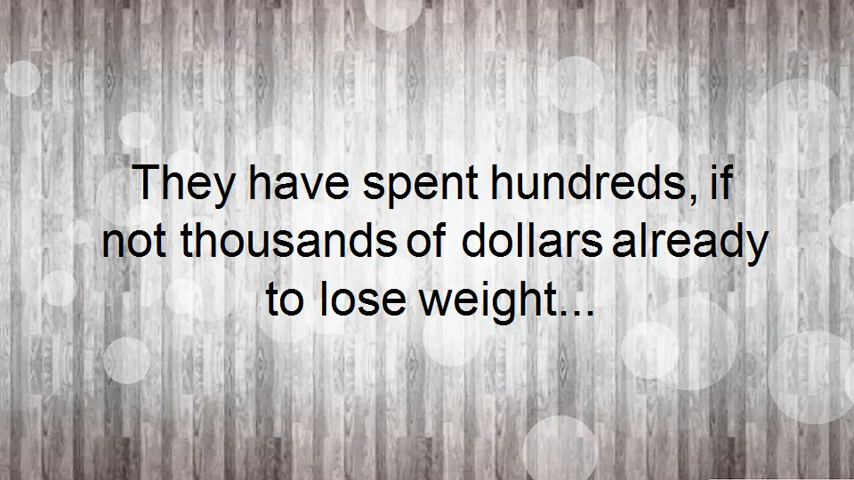 They have spent hundreds, if
not thousands of dollars already
to lose weight...